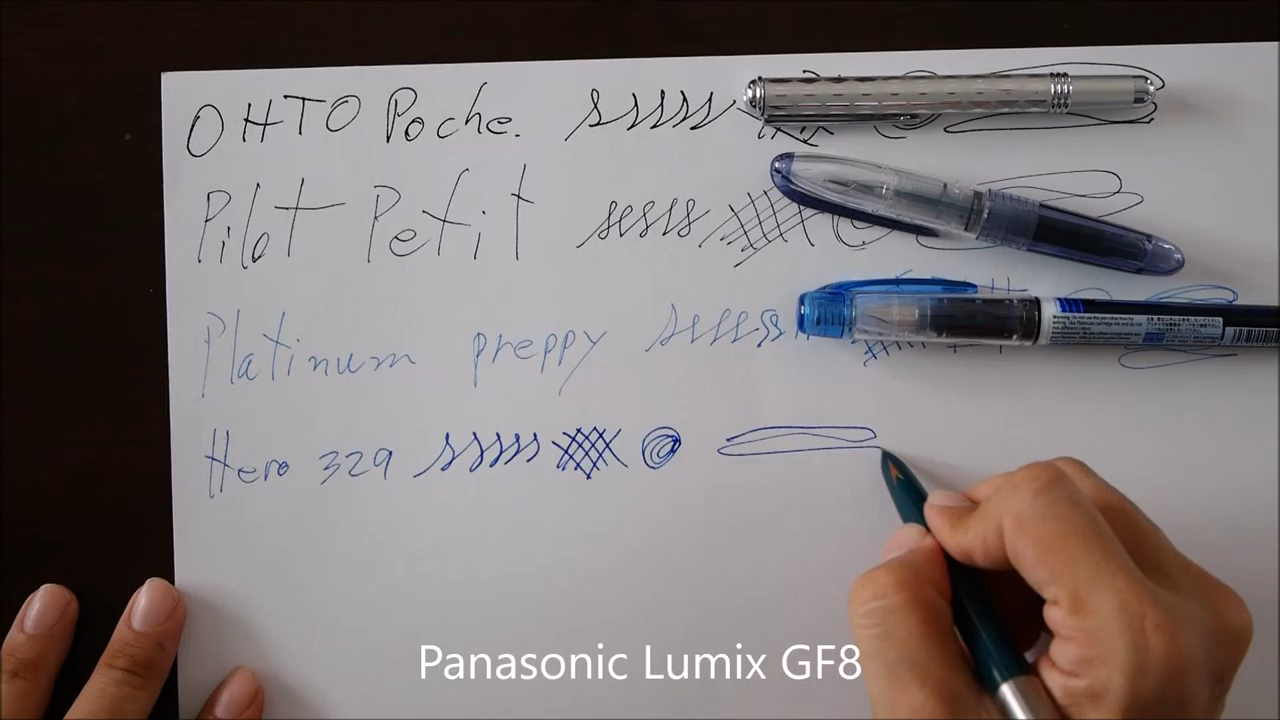 OHTO Poche.
Pilot Petit
Platinum preppy
Hero 329
Panasonic Lumix GF8